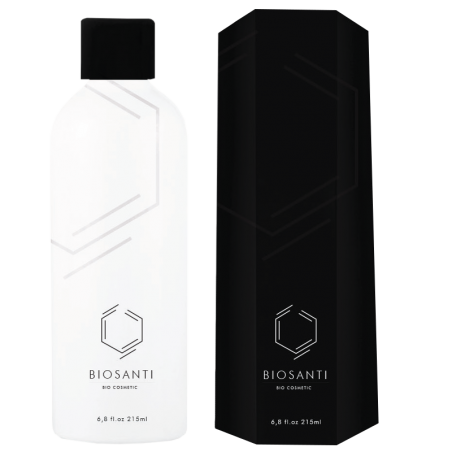 BIOSANTI
BIO COSMETIC
6,8 fl.oz 215ml
BIOSANTI
BIO COSMETIC
6,8 fl.oz 215ml